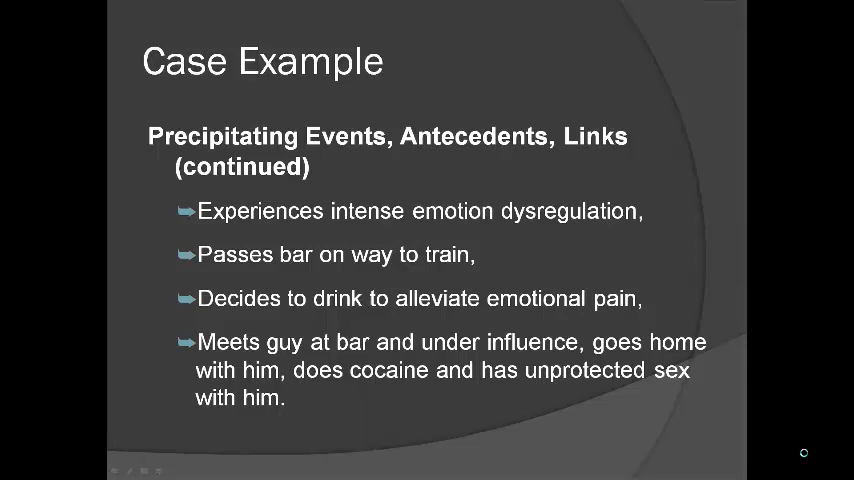 Case Example
Precipitating Events, Antecedents, Links
(continued)
Experiences intense emotion dysregulation,
Passes bar on way to train,
Decides to drink to alleviate emotional pain,
Meets guy at bar and under influence, goes home
with him, does cocaine and has unprotected sex
with him.